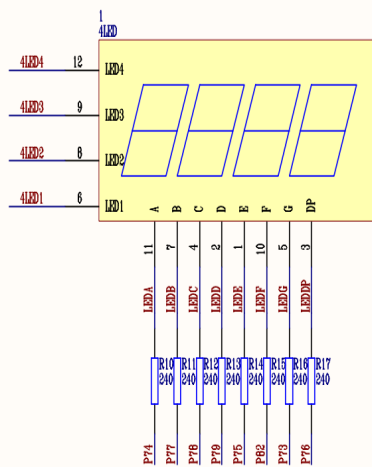 1
4LED
4LED4 12 LED4
4LED3 9 LED3
4LED2 8 LED2
4LED1 6 LED1
A B C D E F G DP
11 7 4 2 1 10 5 3
LEDA LEDB LEDC LEDD LEDE LEDF LEDG LEDDP
R10 R11 R12 R13 R14 R15 R16 R17
240 240 240 240 240 240 240 240
P74 P77 P78 P79 P75 P82 P73 P76